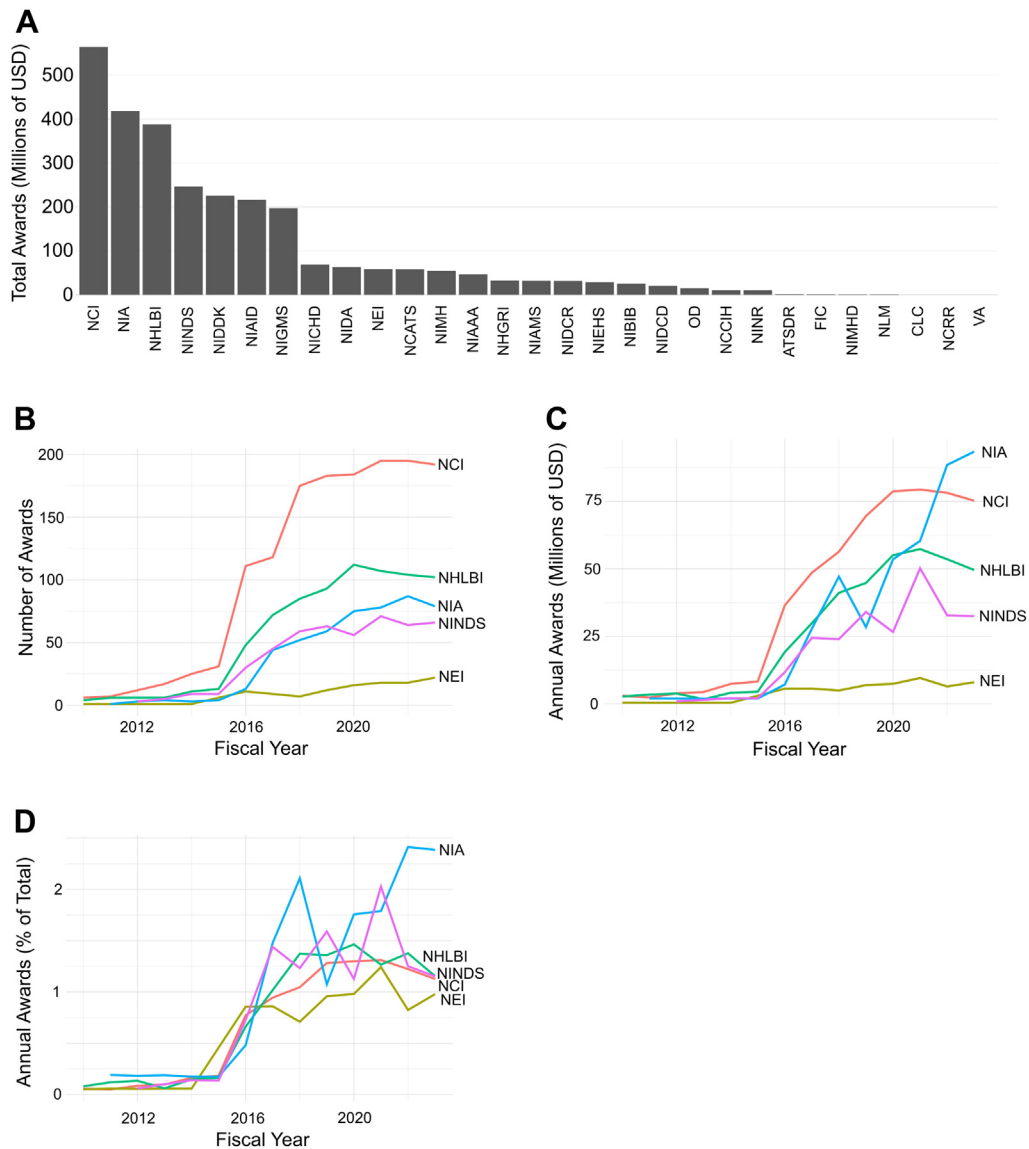 A
Total Awards (Millions of USD)
500
400
300
200
100
0
NCI
NIA
NHLBI
NINDS
NIDDK
NIAID
NIGMS
NICHD
NIDA
NEI
NCATS
NIMH
NIAAA
NHGRI
NIAMS
NIDCR
NIEHS
NIBIB
NIDCD
OD
NCCIH
NINR
ATSDR
FIC
NIMHD
NLM
CLC
NCRR
VA
B
Number of Awards
200
150
100
50
0
NCI
NHLBI
NIA
NINDS
NEI
2012
2016
2020
Fiscal Year
C
Annual Awards (Millions of USD)
75
50
25
0
NIA
NCI
NHLBI
NINDS
NEI
2012
2016
2020
Fiscal Year
D
Annual Awards (% of Total)
2
1
0
NIA
NHLBI
NINDS
NCI
NEI
2012
2016
2020
Fiscal Year